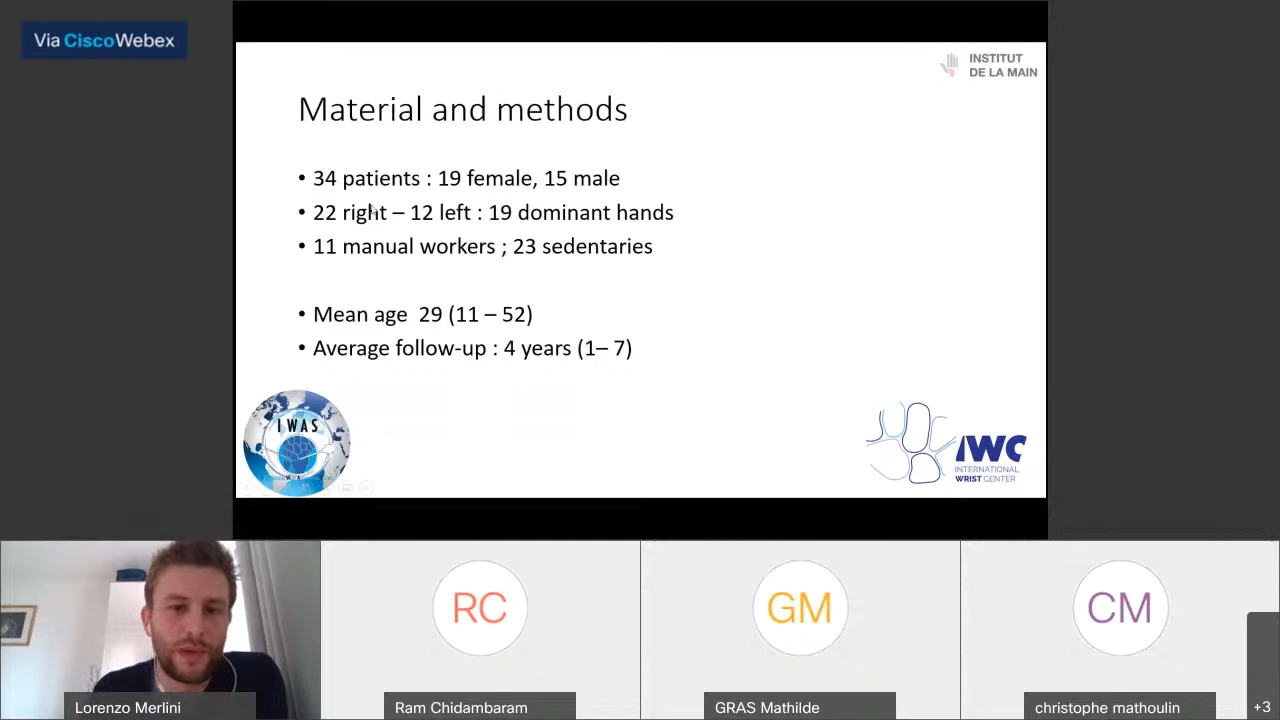 Via CiscoWebex
INSTITUT
DE LA MAIN
Material and methods
• 34 patients : 19 female, 15 male
• 22 right – 12 left : 19 dominant hands
• 11 manual workers ; 23 sedentaries
• Mean age  29 (11 – 52)
• Average follow-up : 4 years (1– 7)
IWAS
IWC
INTERNATIONAL
WRIST CENTER
RC
GM
CM
Lorenzo Merlini
Ram Chidambaram
GRAS Mathilde
christophe mathoulin
+3